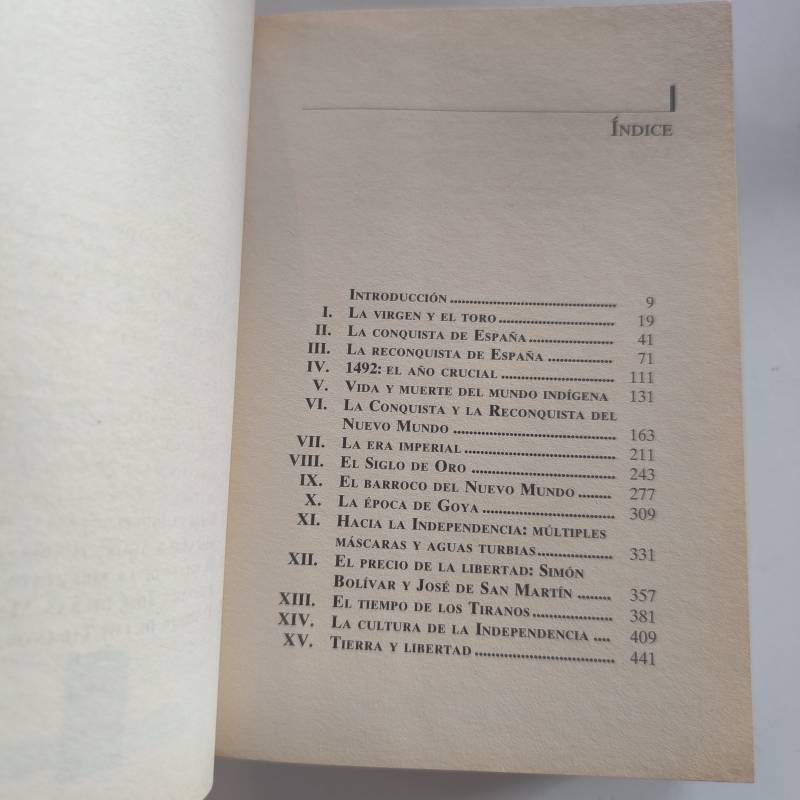 ÍNDICE
INTRODUCCIÓN ........................................ 9
I. LA VIRGEN Y EL TORO ............................ 19
II. LA CONQUISTA DE ESPAÑA ..................... 41
III. LA RECONQUISTA DE ESPAÑA ................ 71
IV. 1492: EL AÑO CRUCIAL ............................ 111
V. VIDA Y MUERTE DEL MUNDO INDÍGENA 131
VI. LA CONQUISTA Y LA RECONQUISTA DEL
NUEVO MUNDO ....................................... 163
VII. LA ERA IMPERIAL ..................................... 211
VIII. EL SIGLO DE ORO ................................... 243
IX. EL BARROCO DEL NUEVO MUNDO ........ 277
X. LA ÉPOCA DE GOYA ................................ 309
XI. HACIA LA INDEPENDENCIA: MÚLTIPLES
MÁSCARAS Y AGUAS TURBIAS .................. 331
XII. EL PRECIO DE LA LIBERTAD: SIMÓN
BOLÍVAR Y JOSÉ DE SAN MARTÍN ........ 357
XIII. EL TIEMPO DE LOS TIRANOS .................... 381
XIV. LA CULTURA DE LA INDEPENDENCIA .... 409
XV. TIERRA Y LIBERTAD .................................. 441